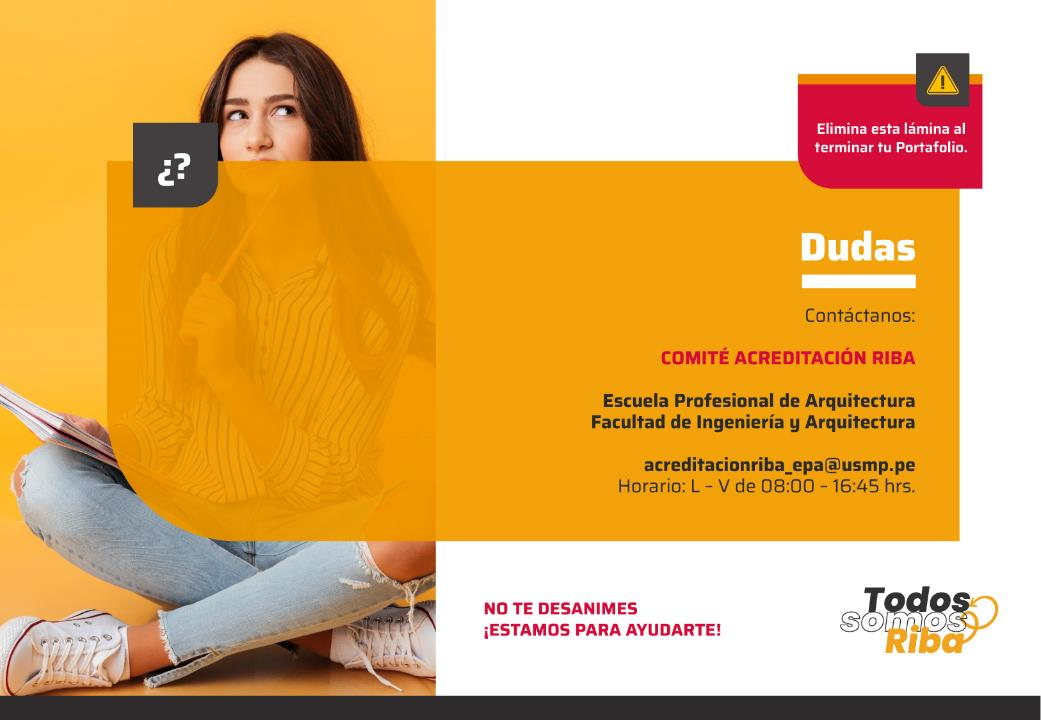 ¿?
Elimina esta lámina al
terminar tu Portafolio.
Dudas
Contáctanos:
COMITÉ ACREDITACIÓN RIBA
Escuela Profesional de Arquitectura
Facultad de Ingeniería y Arquitectura
acreditacionriba_epa@usmp.pe
Horario: L – V de 08:00 – 16:45 hrs.
NO TE DESANIMES
¡ESTAMOS PARA AYUDARTE!
Todos
somos
Riba